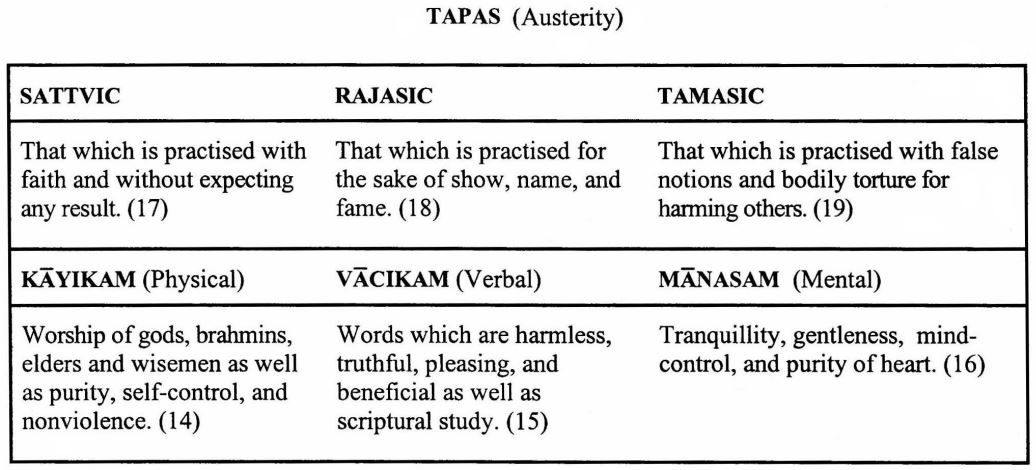 TAPAS (Austerity)
SATTVIC
RAJASIC
TAMASIC
That which is practised with
faith and without expecting
any result. (17)
That which is practised for
the sake of show, name, and
fame. (18)
That which is practised with false
notions and bodily torture for
harming others. (19)
KĀYIKAM (Physical)
VĀCIKAM (Verbal)
MĀNASAM (Mental)
Worship of gods, brahmins,
elders and wisemen as well
as purity, self-control, and
nonviolence. (14)
Words which are harmless,
truthful, pleasing, and
beneficial as well as
scriptural study. (15)
Tranquillity, gentleness, mind-
control, and purity of heart. (16)